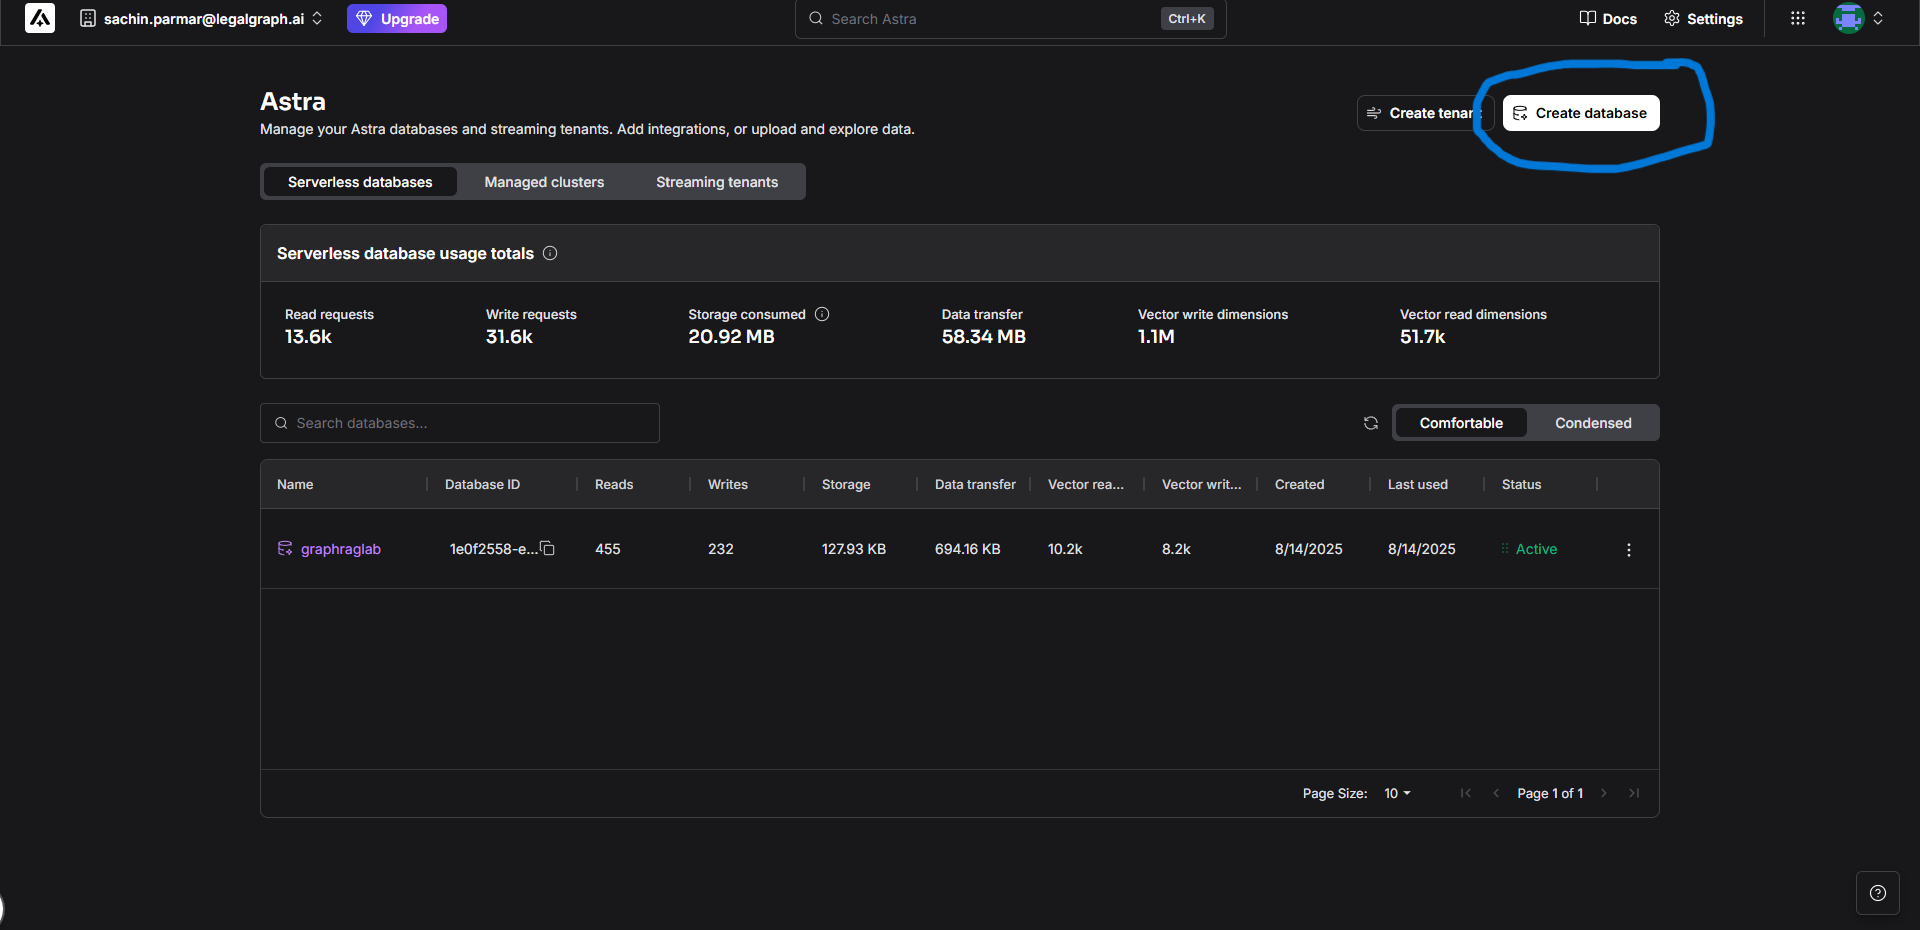 sachin.parmar@legalgraph.ai Upgrade Search Astra Ctrl+K Docs Settings
Astra
Manage your Astra databases and streaming tenants. Add integrations, or upload and explore data.
Create tenant Create database
Serverless databases Managed clusters Streaming tenants
Serverless database usage totals
Read requests Write requests Storage consumed Data transfer Vector write dimensions Vector read dimensions
13.6k 31.6k 20.92 MB 58.34 MB 1.1M 51.7k
Search databases... Comfortable Condensed
Name Database ID Reads Writes Storage Data transfer Vector rea... Vector writ... Created Last used Status
graphraglab 1e0f2558-e... 455 232 127.93 KB 694.16 KB 10.2k 8.2k 8/14/2025 8/14/2025 Active
Page Size: 10 Page 1 of 1